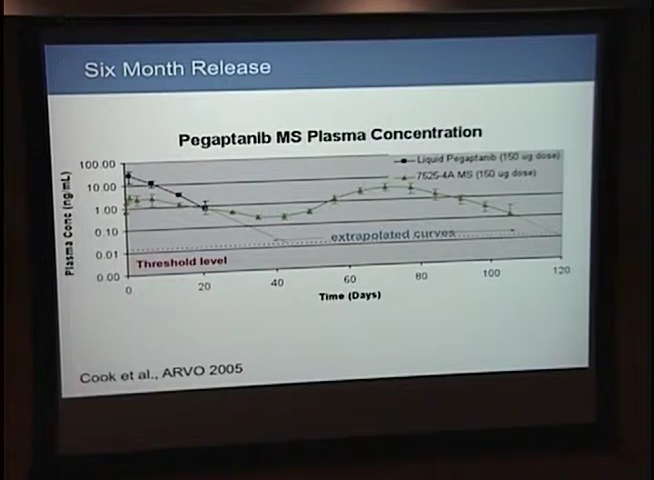 Six Month Release
Pegaptanib MS Plasma Concentration
Liquid Pegaptanib (150 ug dose)
7525-4A MS (150 ug dose)
Plasma Conc (ng/mL)
100.00
10.00
1.00
0.10
0.01
0.00
extrapolated curves
Threshold level
0 20 40 60 80 100 120
Time (Days)
Cook et al., ARVO 2005